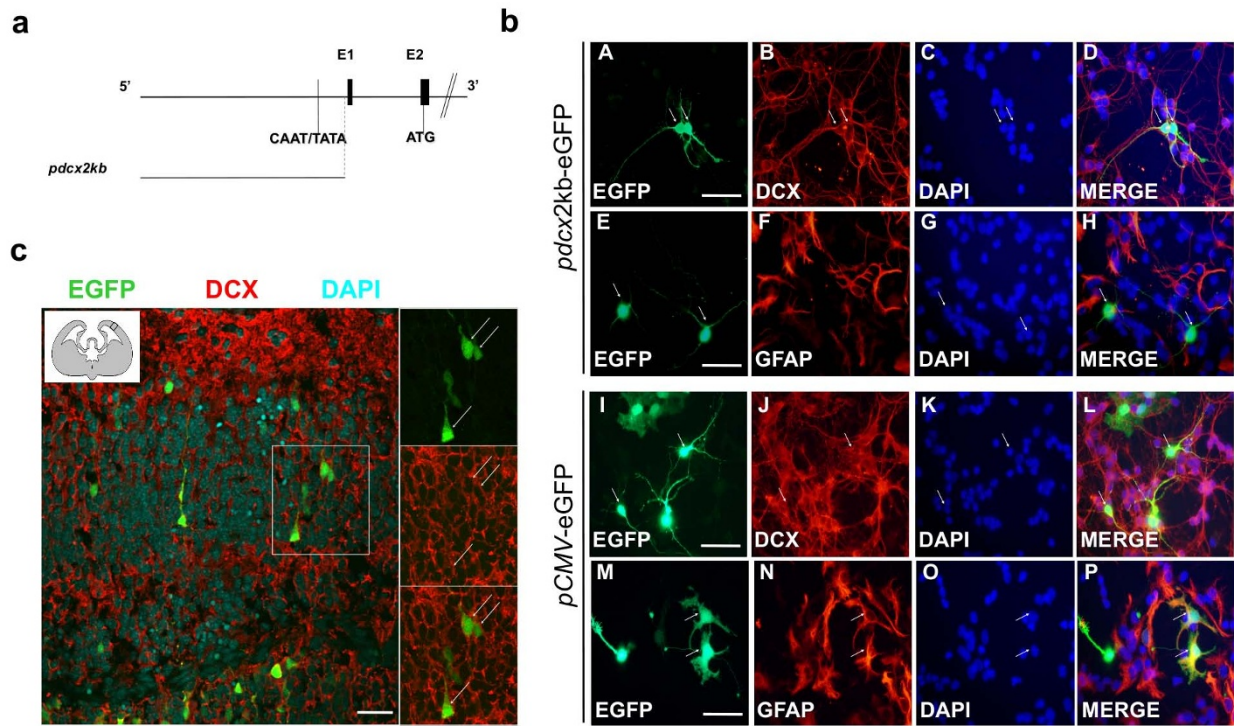 a
E1 E2
5' 3'
CAAT/TATA ATG
pdcx2kb
b
pdcx2kb-eGFP
A B C D
EGFP DCX DAPI MERGE
E F G H
EGFP GFAP DAPI MERGE
pCMV-eGFP
I J K L
EGFP DCX DAPI MERGE
M N O P
EGFP GFAP DAPI MERGE
c
EGFP DCX DAPI